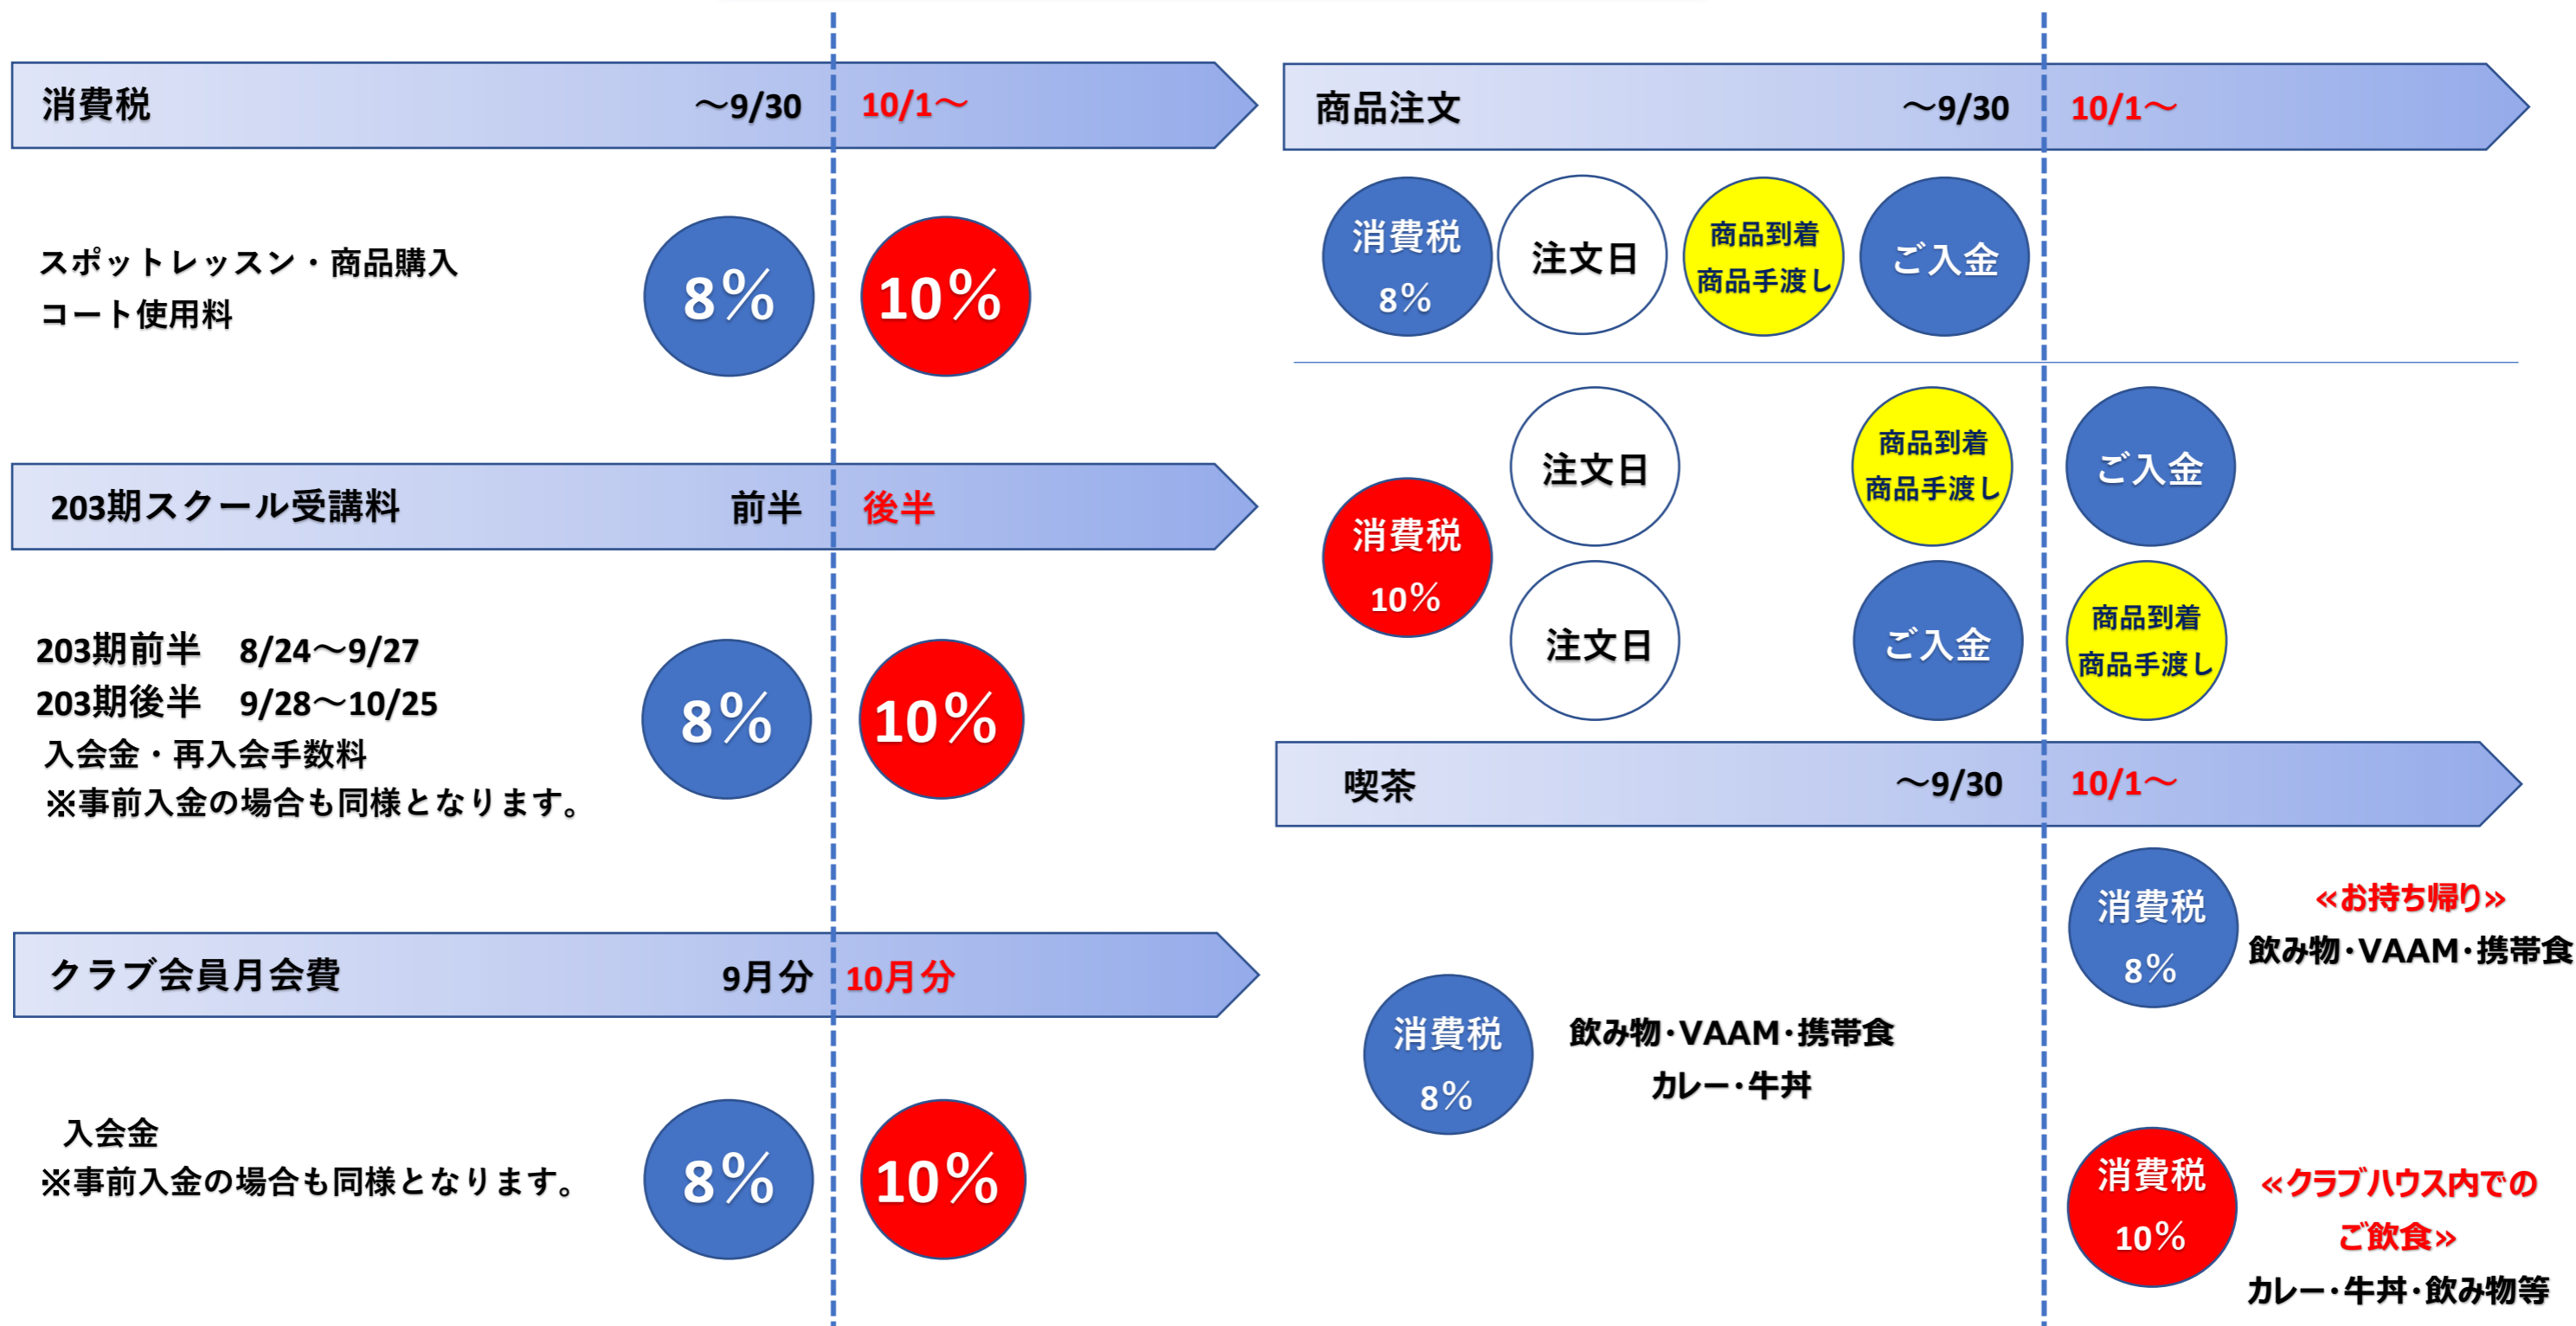 消費税 ～9/30 10/1～
スポットレッスン・商品購入
コート使用料
8％ 10％
203期スクール受講料 前半 後半
203期前半 8/24～9/27
203期後半 9/28～10/25
入会金・再入会手数料
※事前入金の場合も同様となります。
8％ 10％
クラブ会員月会費 9月分 10月分
入会金
※事前入金の場合も同様となります。
8％ 10％
商品注文 ～9/30 10/1～
消費税
8％
注文日
商品到着
商品手渡し
ご入金
消費税
10％
注文日
商品到着
商品手渡し
ご入金
注文日
ご入金
商品到着
商品手渡し
喫茶 ～9/30 10/1～
消費税
8％
飲み物･VAAM･携帯食
カレー･牛丼
消費税
8％
«お持ち帰り»
飲み物･VAAM･携帯食
消費税
10％
«クラブハウス内での
ご飲食»
カレー･牛丼･飲み物等